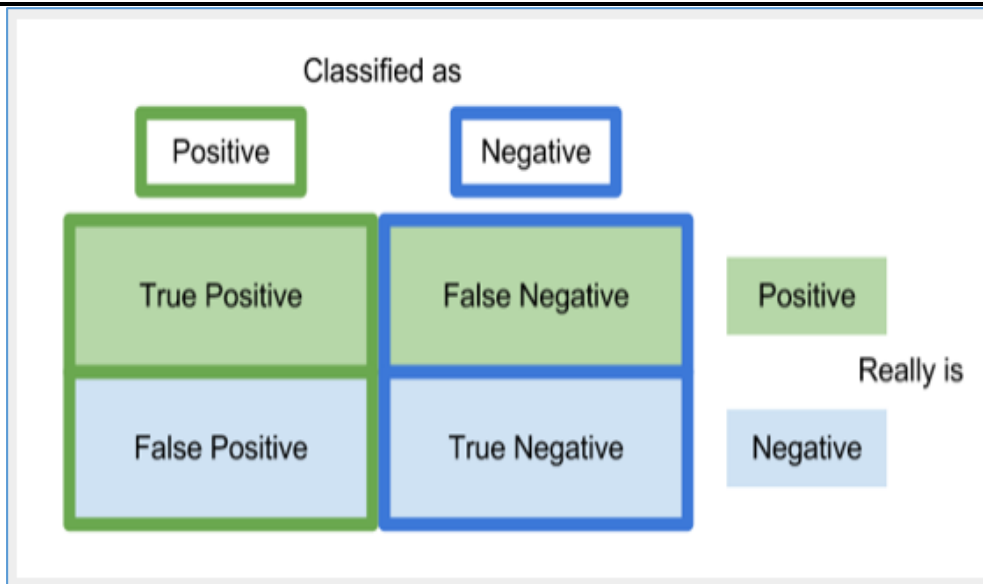 Classified as
Positive
Negative
True Positive
False Negative
Positive
Really is
False Positive
True Negative
Negative